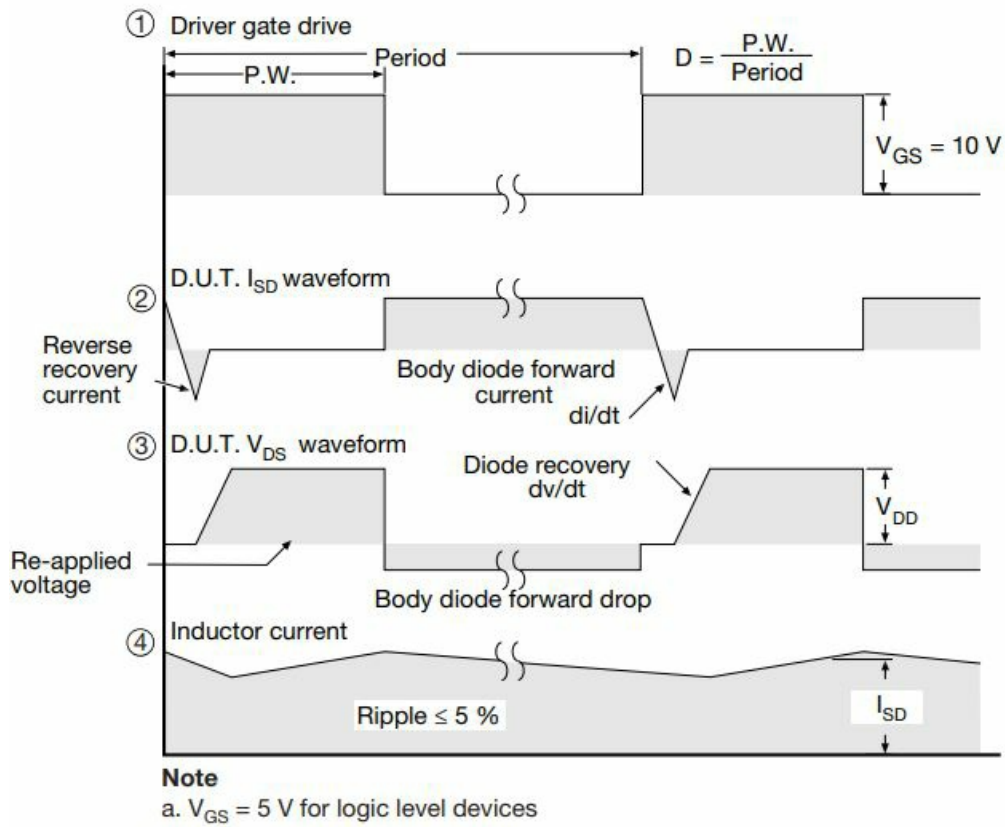 ① Driver gate drive
Period
P.W.
D = P.W.
Period
V_GS = 10 V
② D.U.T. I_SD waveform
Reverse
recovery
current
Body diode forward
current
di/dt
③ D.U.T. V_DS waveform
Diode recovery
dv/dt
V_DD
Re-applied
voltage
Body diode forward drop
④ Inductor current
Ripple ≤ 5 %
I_SD
Note
a. V_GS = 5 V for logic level devices